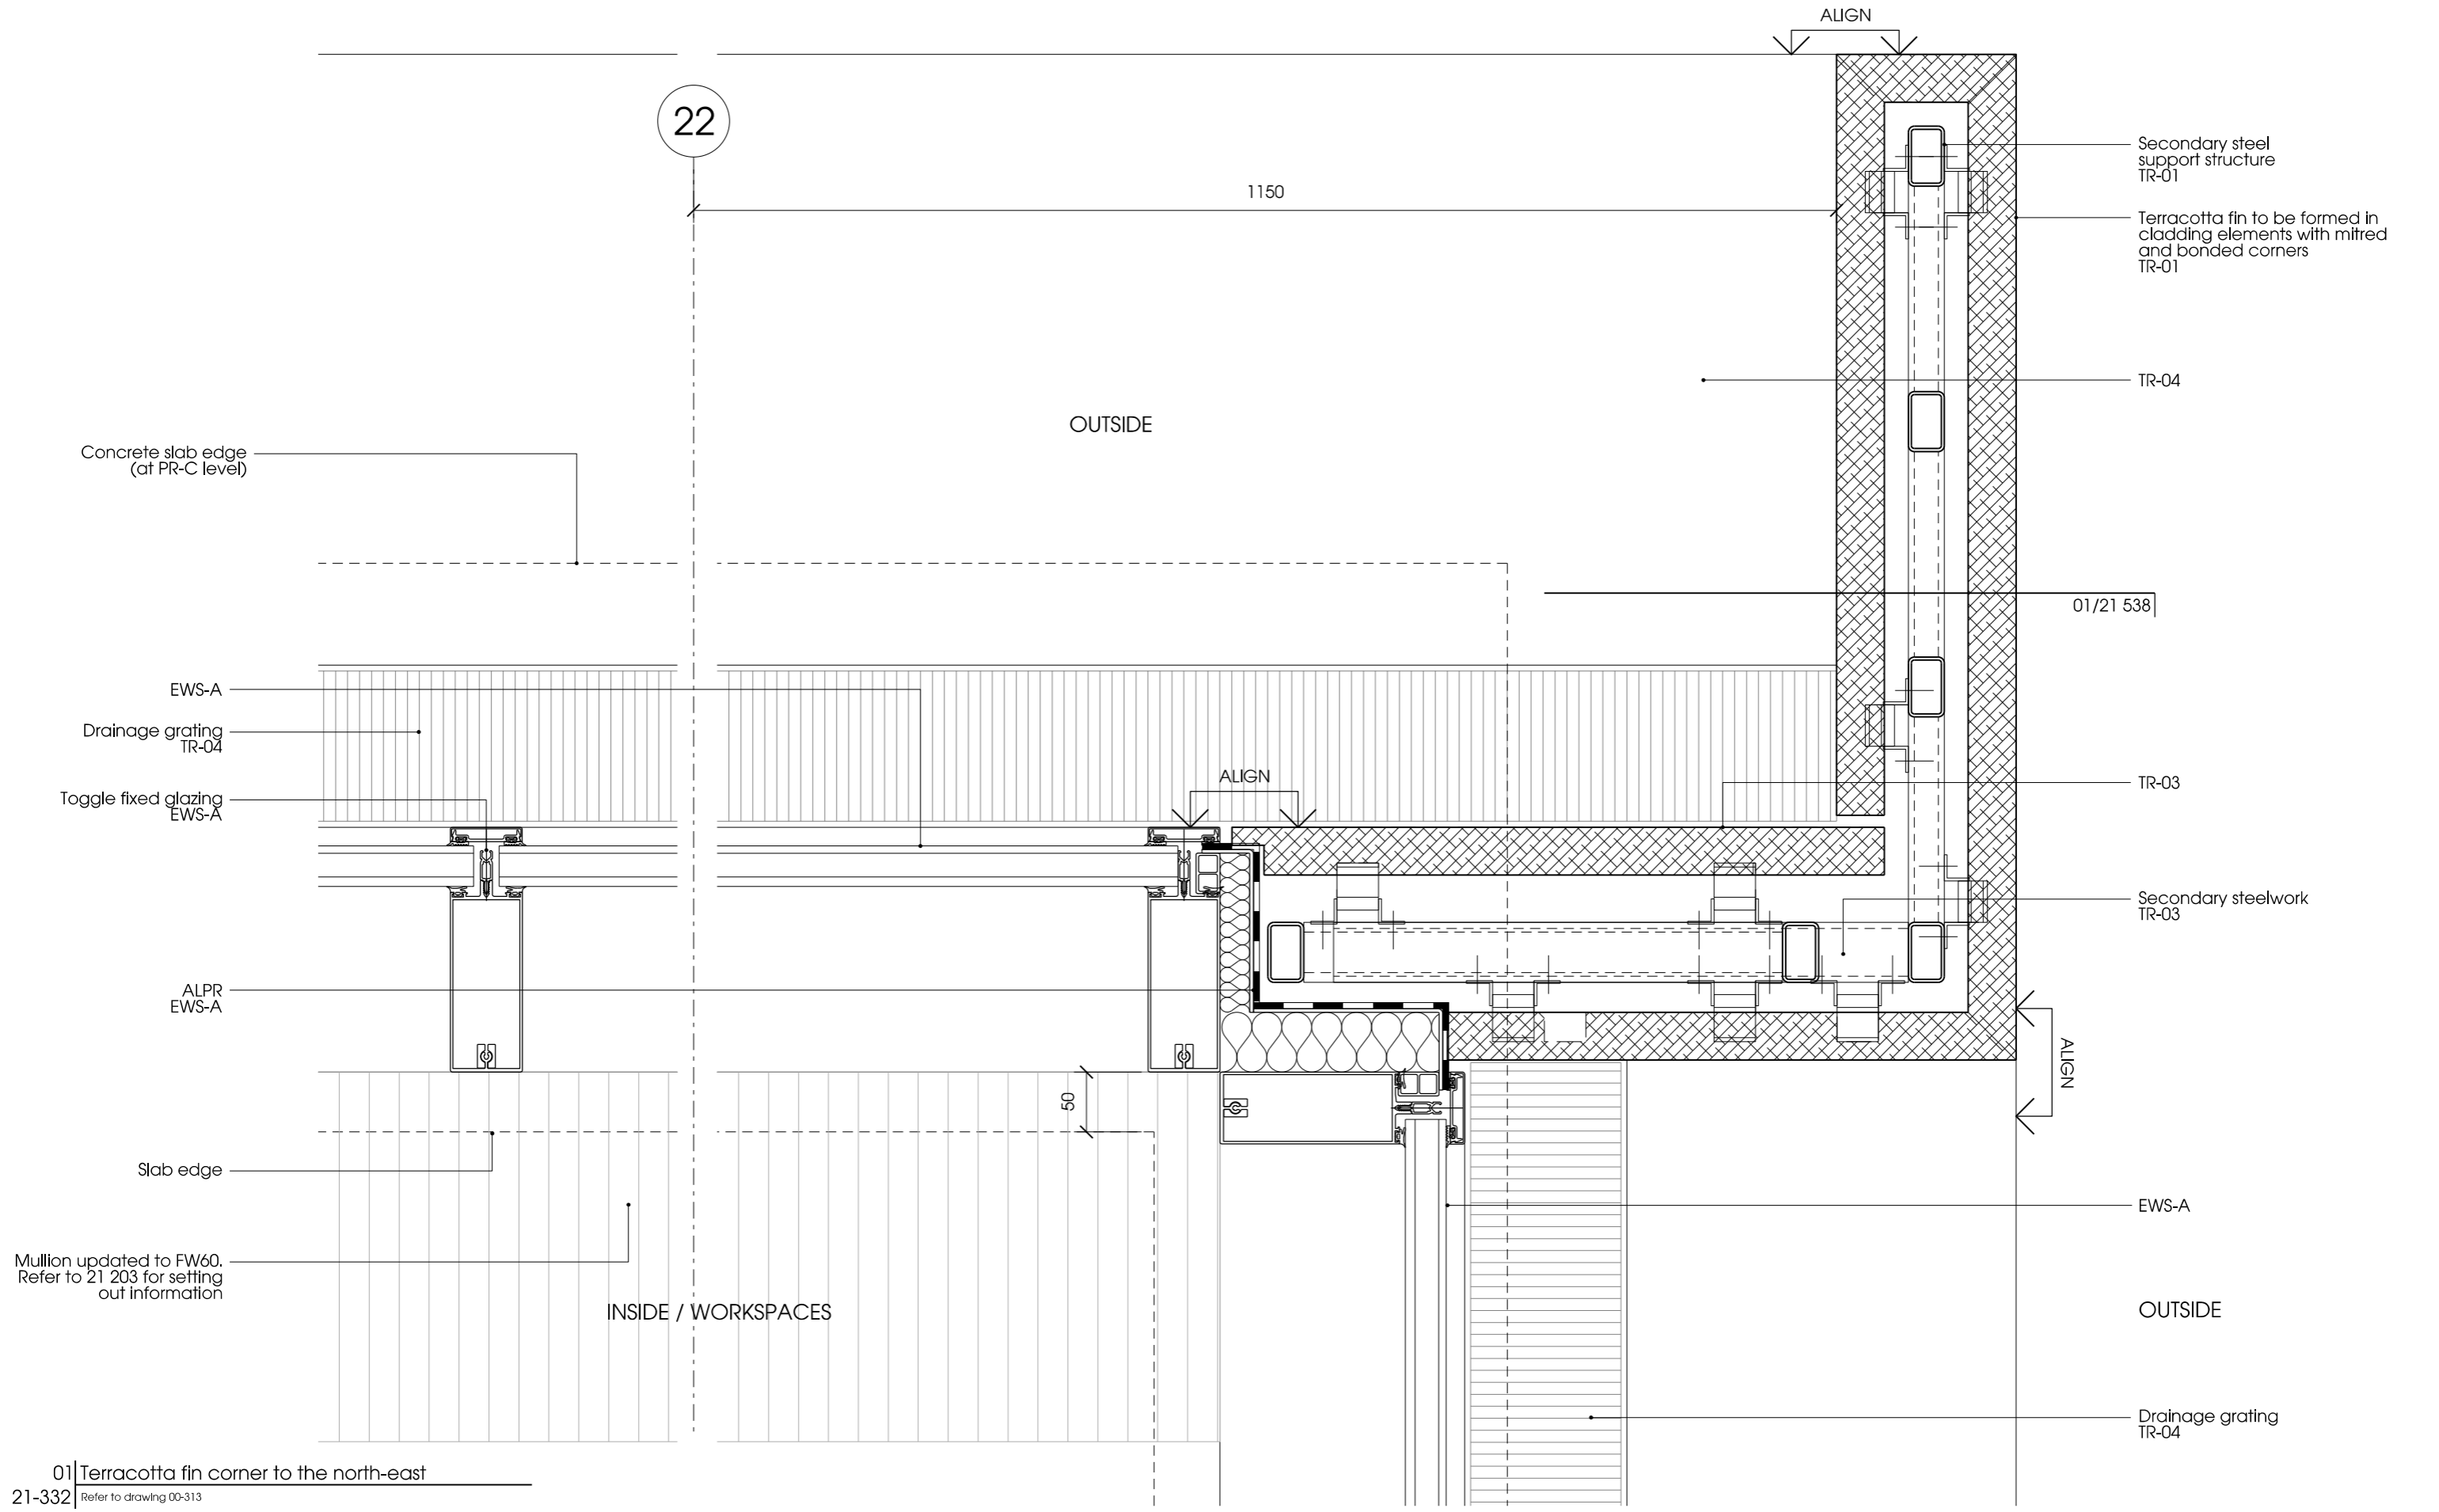 ALIGN
22
1150
Secondary steel
support structure
TR-01
Terracotta fin to be formed in
cladding elements with mitred
and bonded corners
TR-01
TR-04
OUTSIDE
Concrete slab edge
(at PR-C level)
01/21 538
EWS-A
Drainage grating
TR-04
Toggle fixed glazing
EWS-A
ALIGN
TR-03
Secondary steelwork
TR-03
ALPR
EWS-A
ALIGN
50
Slab edge
EWS-A
Mullion updated to FW60.
Refer to 21 203 for setting
out information
INSIDE / WORKSPACES
OUTSIDE
Drainage grating
TR-04
01 Terracotta fin corner to the north-east
21-332 Refer to drawing 00-313